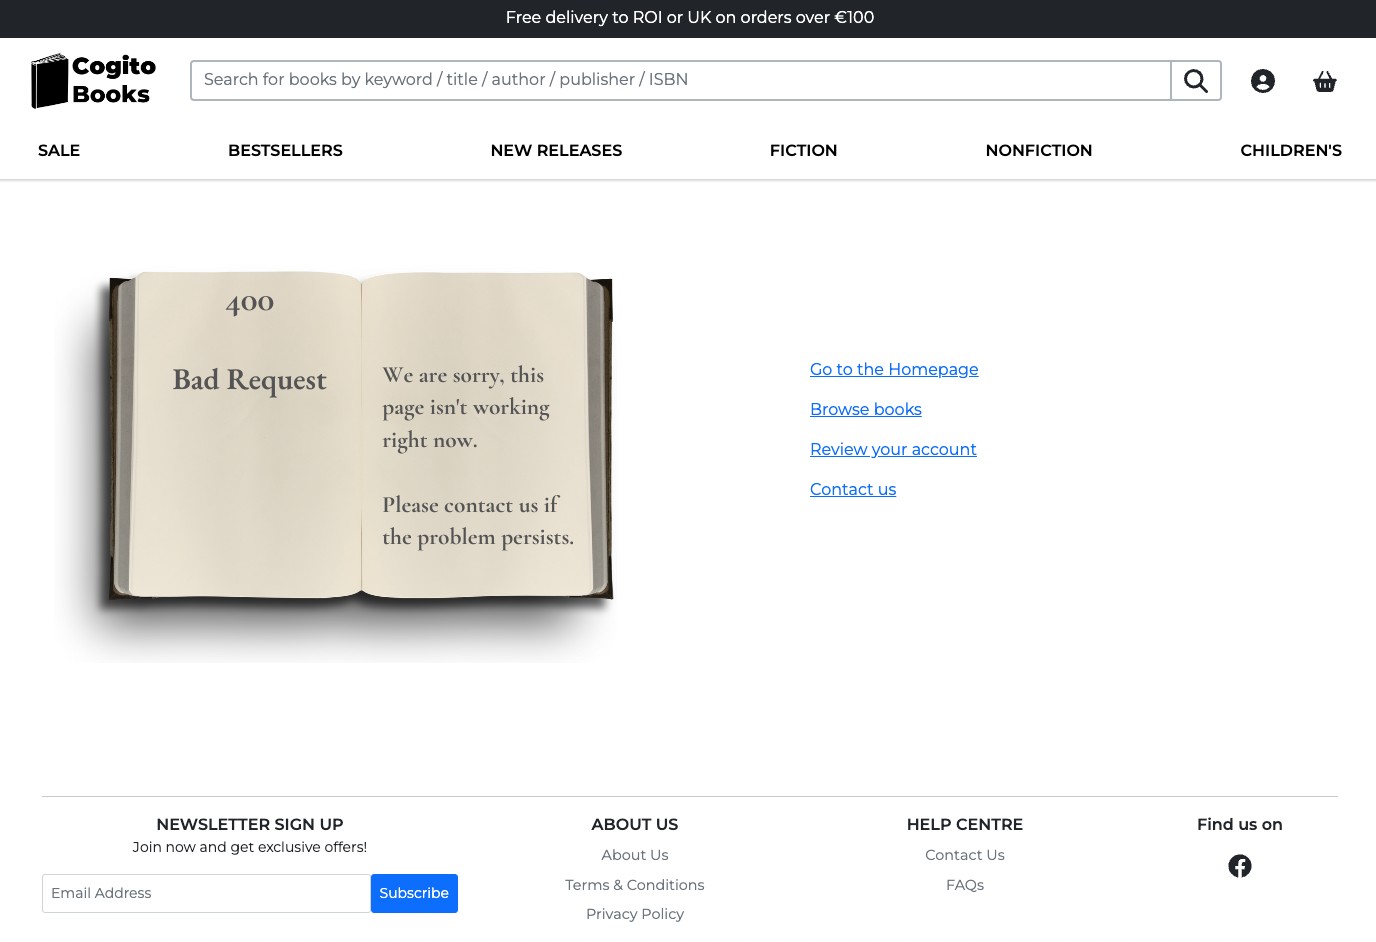 Free delivery to ROI or UK on orders over €100
Cogito
Books
Search for books by keyword / title / author / publisher / ISBN
SALE
BESTSELLERS
NEW RELEASES
FICTION
NONFICTION
CHILDREN'S
400
Bad Request
We are sorry, this
page isn't working
right now.
Please contact us if
the problem persists.
Go to the Homepage
Browse books
Review your account
Contact us
NEWSLETTER SIGN UP
Join now and get exclusive offers!
Email Address
Subscribe
ABOUT US
About Us
Terms & Conditions
Privacy Policy
HELP CENTRE
Contact Us
FAQs
Find us on